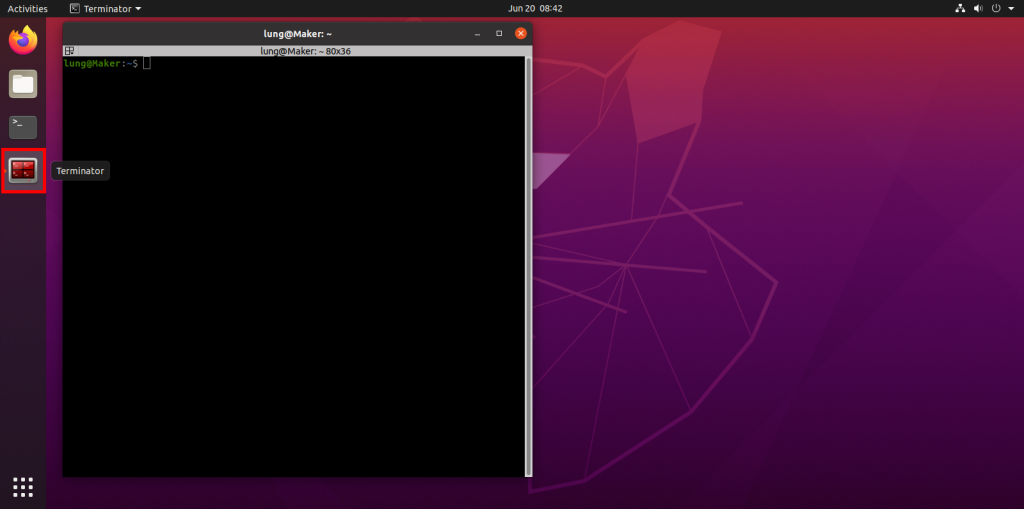 Activities
Terminator
Jun 20 08:42
lung@Maker: ~
lung@Maker: ~ 80x36
lung@Maker:~$
>_
Terminator